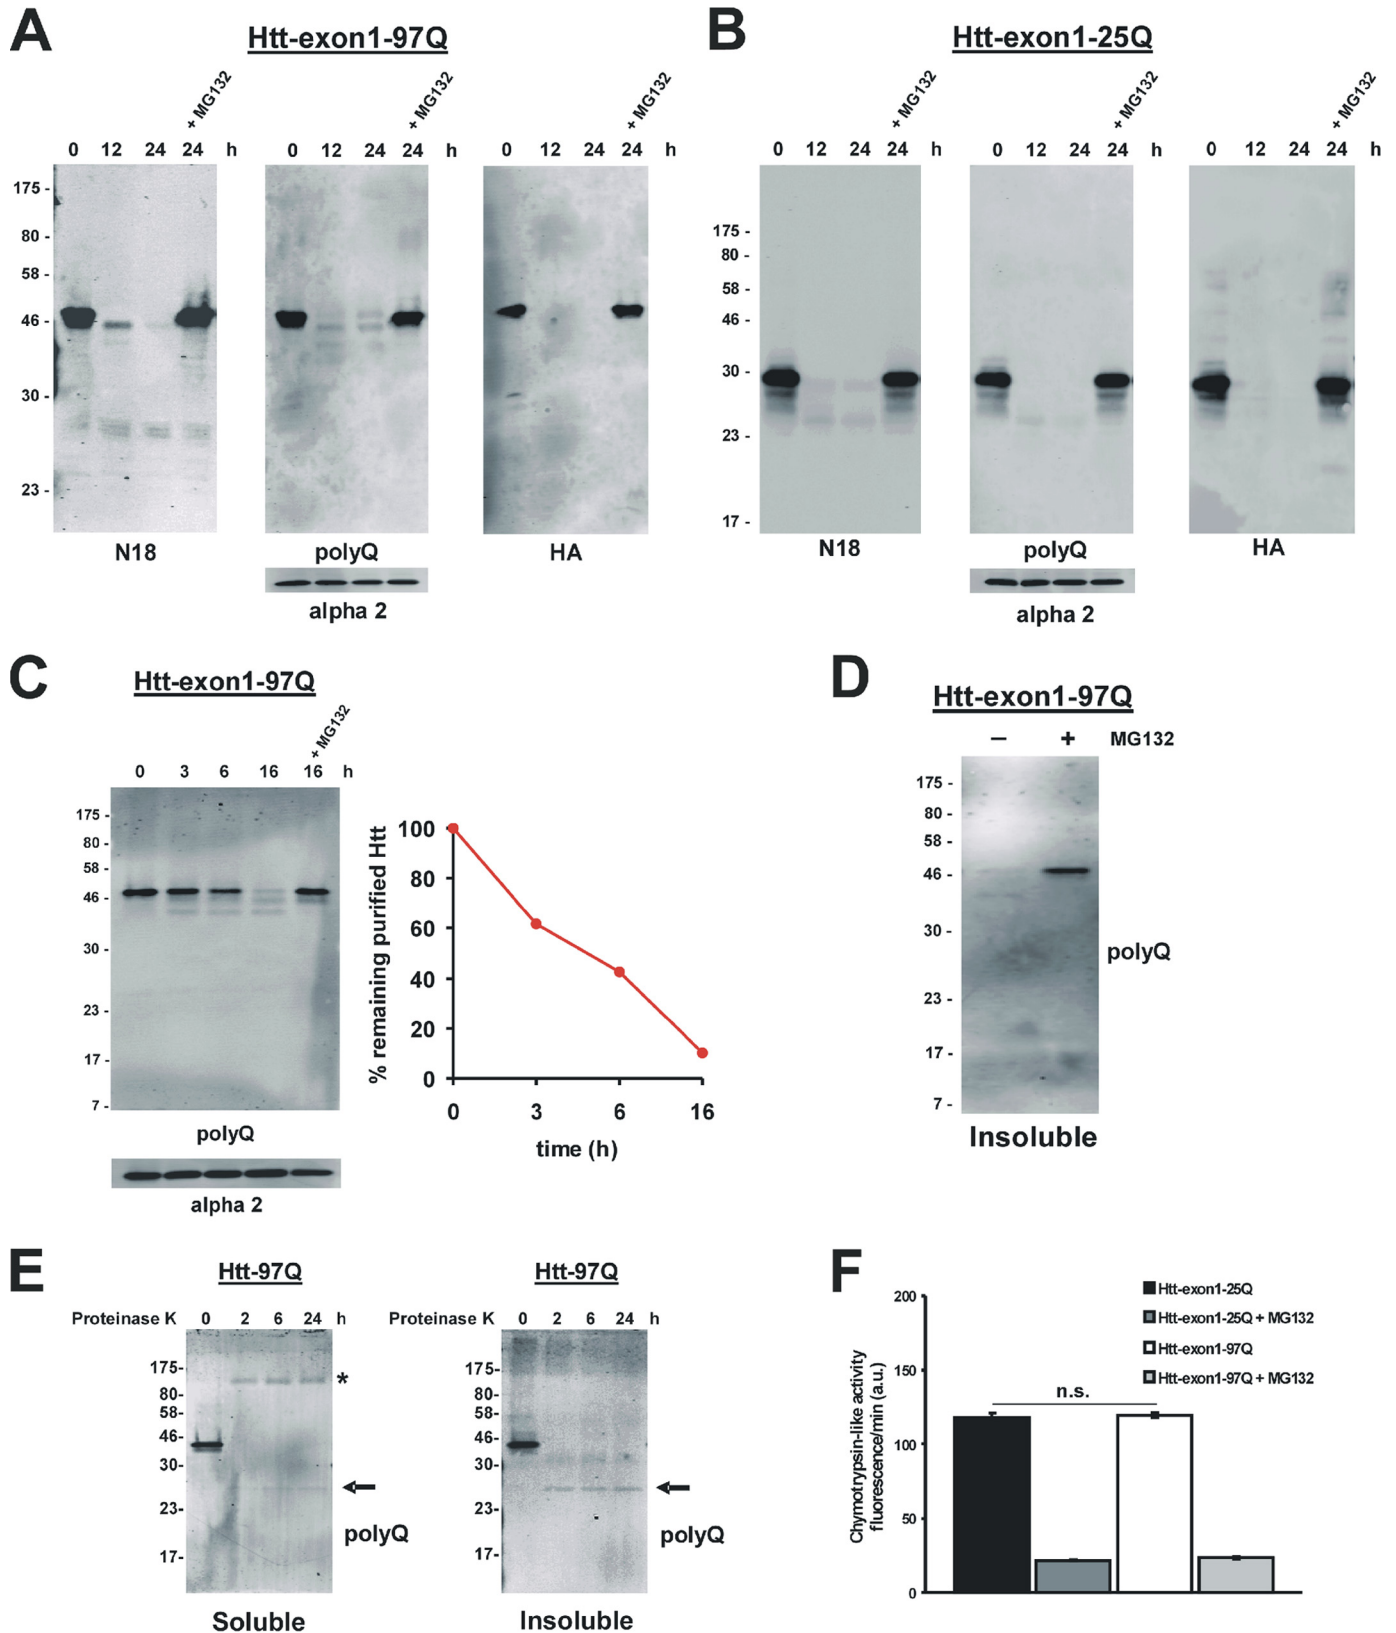 A
Htt-exon1-97Q
+ MG132
0 12 24 24 h
175 -
80 -
58 -
46 -
30 -
23 -
N18
+ MG132
0 12 24 24 h
polyQ
alpha 2
+ MG132
0 12 24 24 h
HA
B
Htt-exon1-25Q
+ MG132
0 12 24 24 h
175 -
80 -
58 -
46 -
30 -
23 -
17 -
N18
+ MG132
0 12 24 24 h
polyQ
alpha 2
+ MG132
0 12 24 24 h
HA
C
Htt-exon1-97Q
+ MG132
0 3 6 16 16 h
175 -
80 -
58 -
46 -
30 -
23 -
17 -
7 -
polyQ
alpha 2
% remaining purified Htt
100
80
60
40
20
0
0 3 6 16
time (h)
D
Htt-exon1-97Q
– + MG132
175 -
80 -
58 -
46 -
30 -
23 -
17 -
7 -
polyQ
Insoluble
E
Htt-97Q
Proteinase K 0 2 6 24 h
175-
80-
58-
46-
30-
23-
17-
*
polyQ
Soluble
Htt-97Q
Proteinase K 0 2 6 24 h
175-
80-
58-
46-
30-
23-
17-
polyQ
Insoluble
F
Htt-exon1-25Q
Htt-exon1-25Q + MG132
Htt-exon1-97Q
Htt-exon1-97Q + MG132
Chymotrypsin-like activity
fluorescence/min (a.u.)
200
150
100
50
0
n.s.